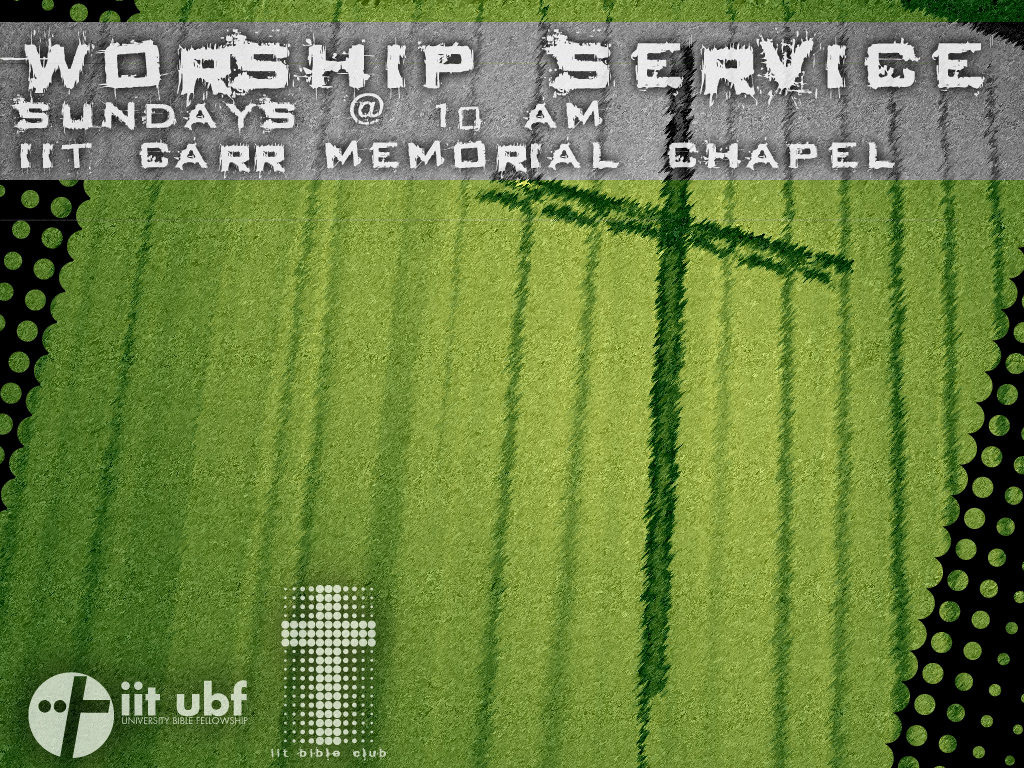 WORSHIP SERVICE
SUNDAYS @ 10 AM
IIT CARR MEMORIAL CHAPEL
iit ubf
UNIVERSITY BIBLE FELLOWSHIP
iit bible club